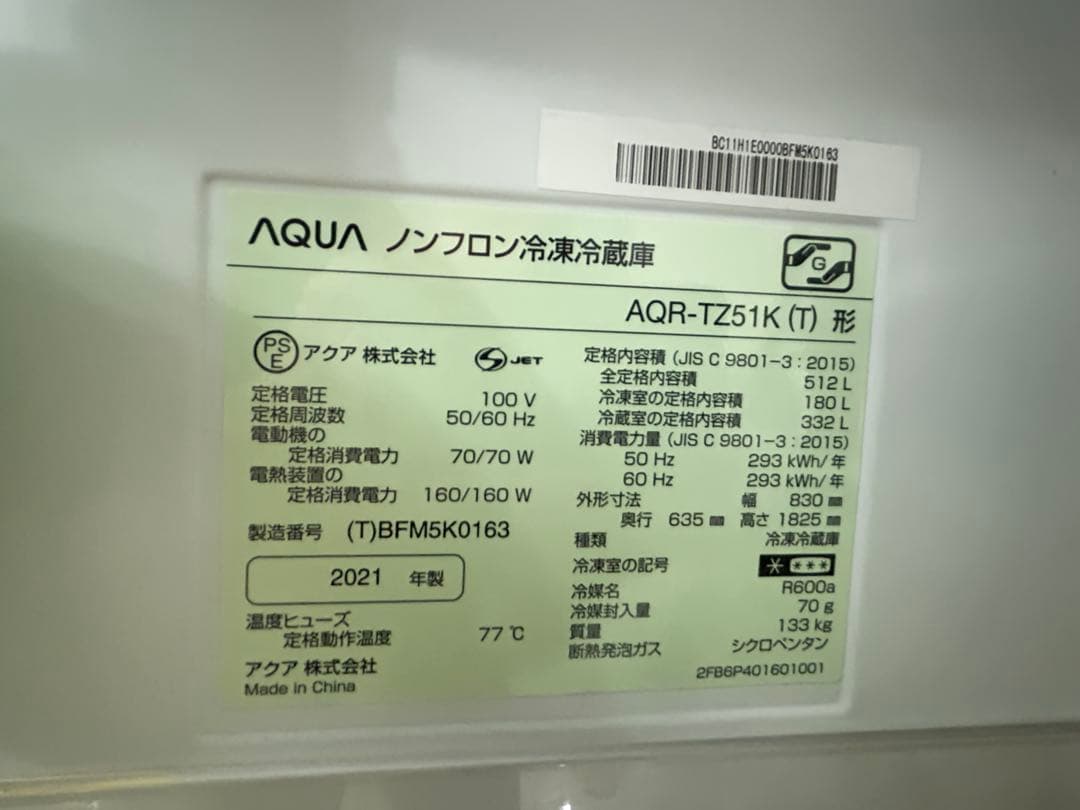 BC11H1E0000BFM5K0163
AQUA ノンフロン冷凍冷蔵庫
G
AQR-TZ51K (T) 形
PS
E
アクア 株式会社
S JET
定格電圧 100 V
定格周波数 50/60 Hz
電動機の
定格消費電力 70/70 W
電熱装置の
定格消費電力 160/160 W
製造番号 (T)BFM5K0163
2021 年製
温度ヒューズ
定格動作温度 77 ℃
アクア 株式会社
Made in China
定格内容積 (JIS C 9801-3 : 2015)
全定格内容積 512 L
冷凍室の定格内容積 180 L
冷蔵室の定格内容積 332 L
消費電力量 (JIS C 9801-3 : 2015)
50 Hz 293 kWh/年
60 Hz 293 kWh/年
外形寸法 幅 830 ㎜
奥行 635 ㎜ 高さ 1825 ㎜
種類 冷凍冷蔵庫
冷凍室の記号 * ***
冷媒名 R600a
冷媒封入量 70 g
質量 133 kg
断熱発泡ガス シクロペンタン
2FB6P401601001